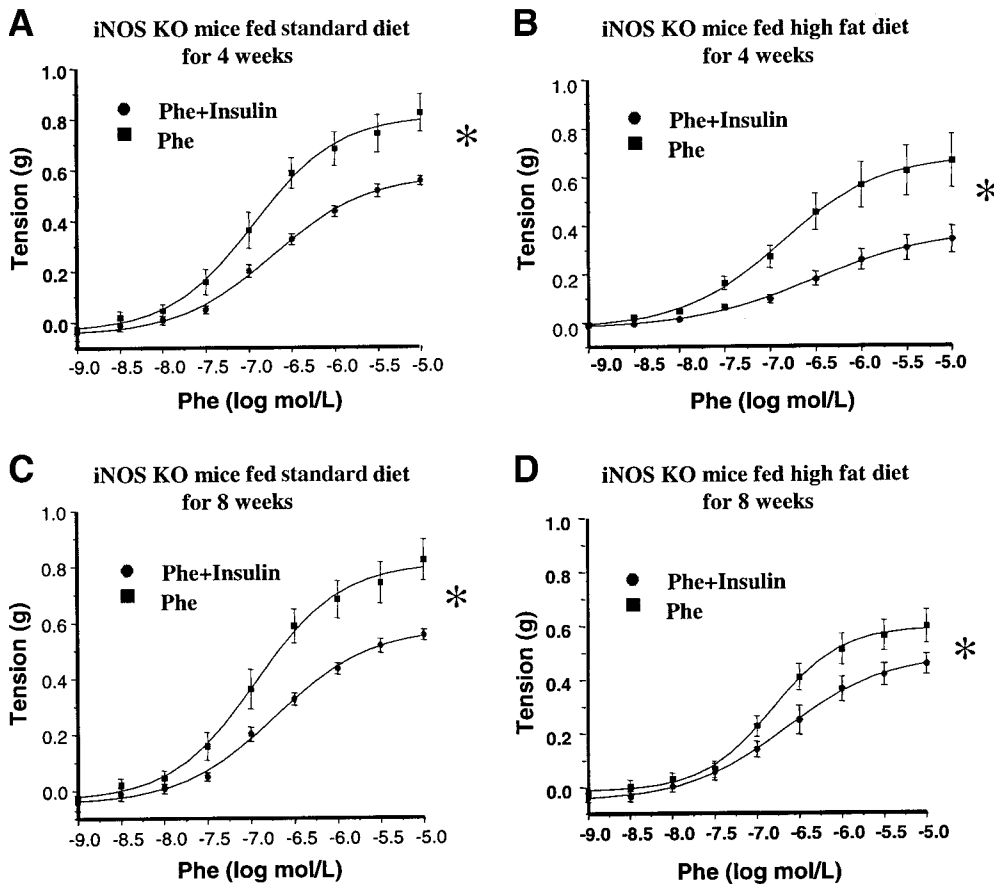 A
iNOS KO mice fed standard diet
for 4 weeks
1.0
0.8
0.6
0.4
0.2
0.0
Tension (g)
Phe+Insulin
Phe
*
-9.0 -8.5 -8.0 -7.5 -7.0 -6.5 -6.0 -5.5 -5.0
Phe (log mol/L)
B
iNOS KO mice fed high fat diet
for 4 weeks
1.0
0.8
0.6
0.4
0.2
0.0
Tension (g)
Phe+Insulin
Phe
*
-9.0 -8.5 -8.0 -7.5 -7.0 -6.5 -6.0 -5.5 -5.0
Phe (log mol/L)
C
iNOS KO mice fed standard diet
for 8 weeks
1.0
0.8
0.6
0.4
0.2
0.0
Tension (g)
Phe+Insulin
Phe
*
-9.0 -8.5 -8.0 -7.5 -7.0 -6.5 -6.0 -5.5 -5.0
Phe (log mol/L)
D
iNOS KO mice fed high fat diet
for 8 weeks
1.0
0.8
0.6
0.4
0.2
0.0
Tension (g)
Phe+Insulin
Phe
*
-9.0 -8.5 -8.0 -7.5 -7.0 -6.5 -6.0 -5.5 -5.0
Phe (log mol/L)